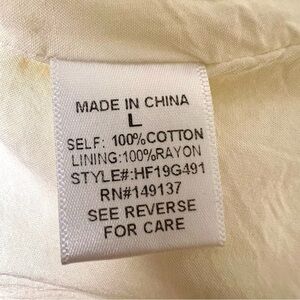 MADE IN CHINA
L
SELF: 100%COTTON
LINING:100%RAYON
STYLE#:HF19G491
RN#149137
SEE REVERSE
FOR CARE